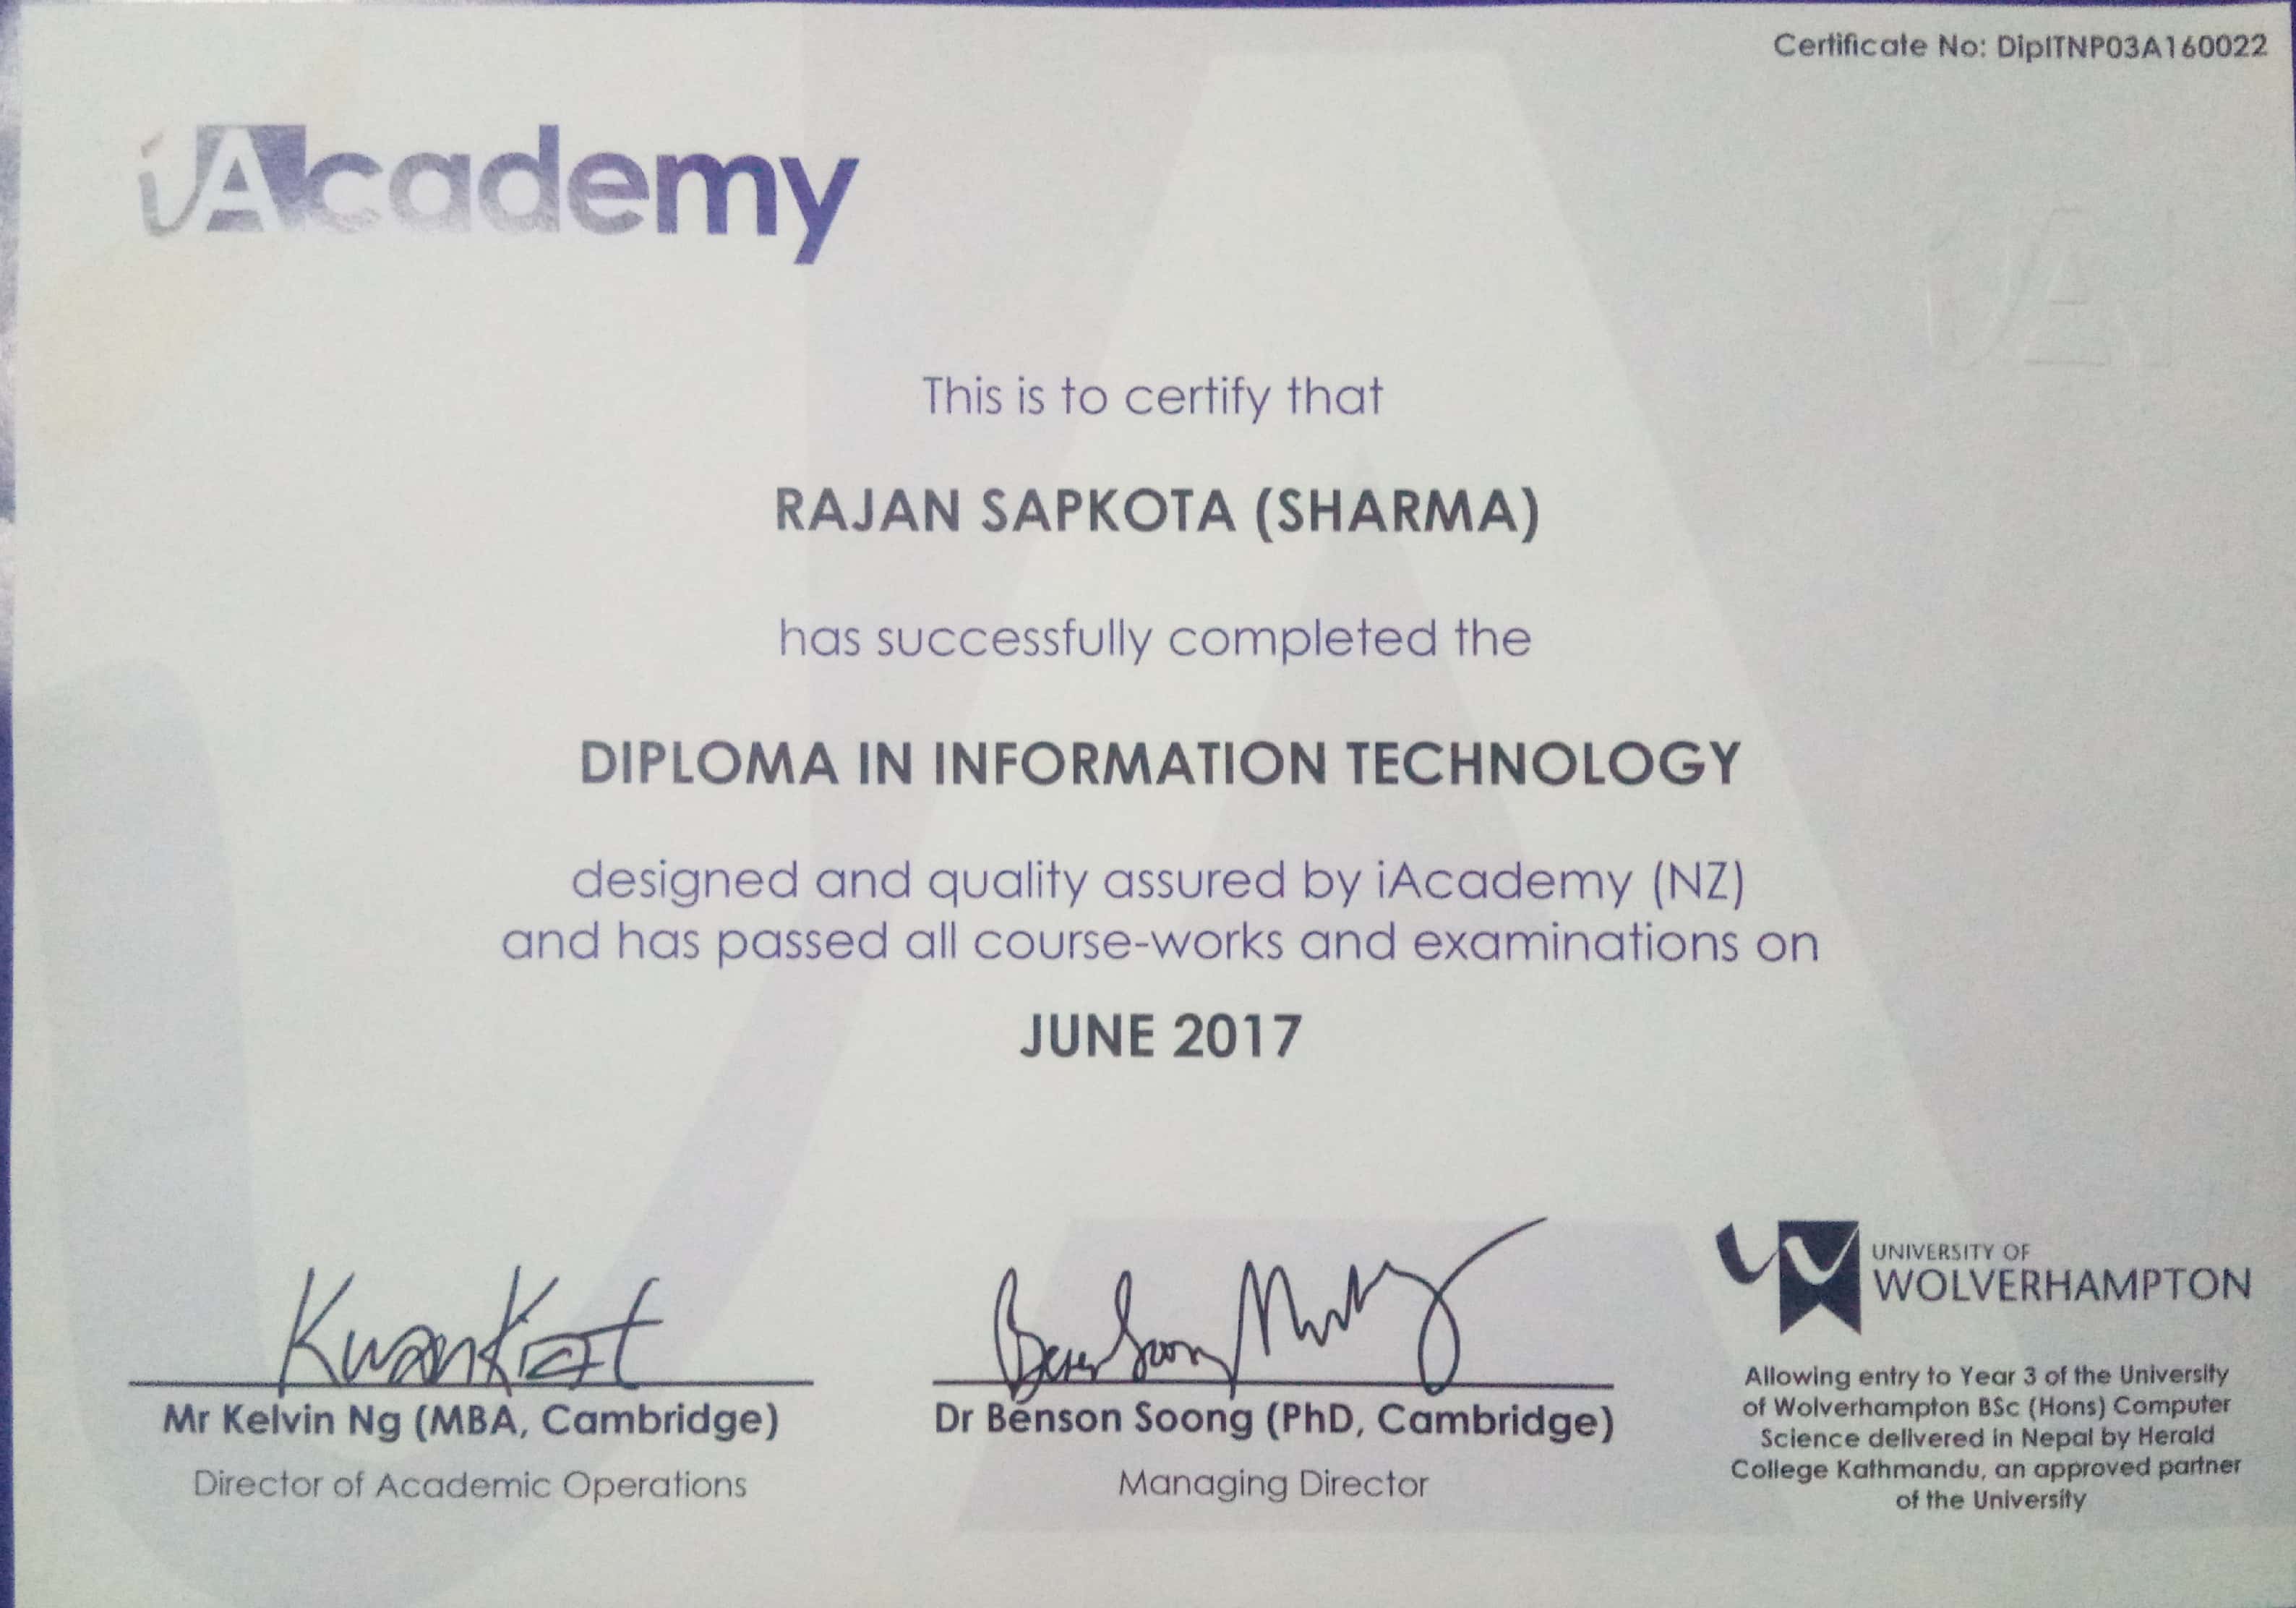 Certificate No: DipITNP03A160022
iAcademy
iA
This is to certify that
RAJAN SAPKOTA (SHARMA)
has successfully completed the
DIPLOMA IN INFORMATION TECHNOLOGY
designed and quality assured by iAcademy (NZ)
and has passed all course-works and examinations on
JUNE 2017
KwanKiat
Mr Kelvin Ng (MBA, Cambridge)
Director of Academic Operations
Benson Soong
Dr Benson Soong (PhD, Cambridge)
Managing Director
UNIVERSITY OF
WOLVERHAMPTON
Allowing entry to Year 3 of the University
of Wolverhampton BSc (Hons) Computer
Science delivered in Nepal by Herald
College Kathmandu, an approved partner
of the University